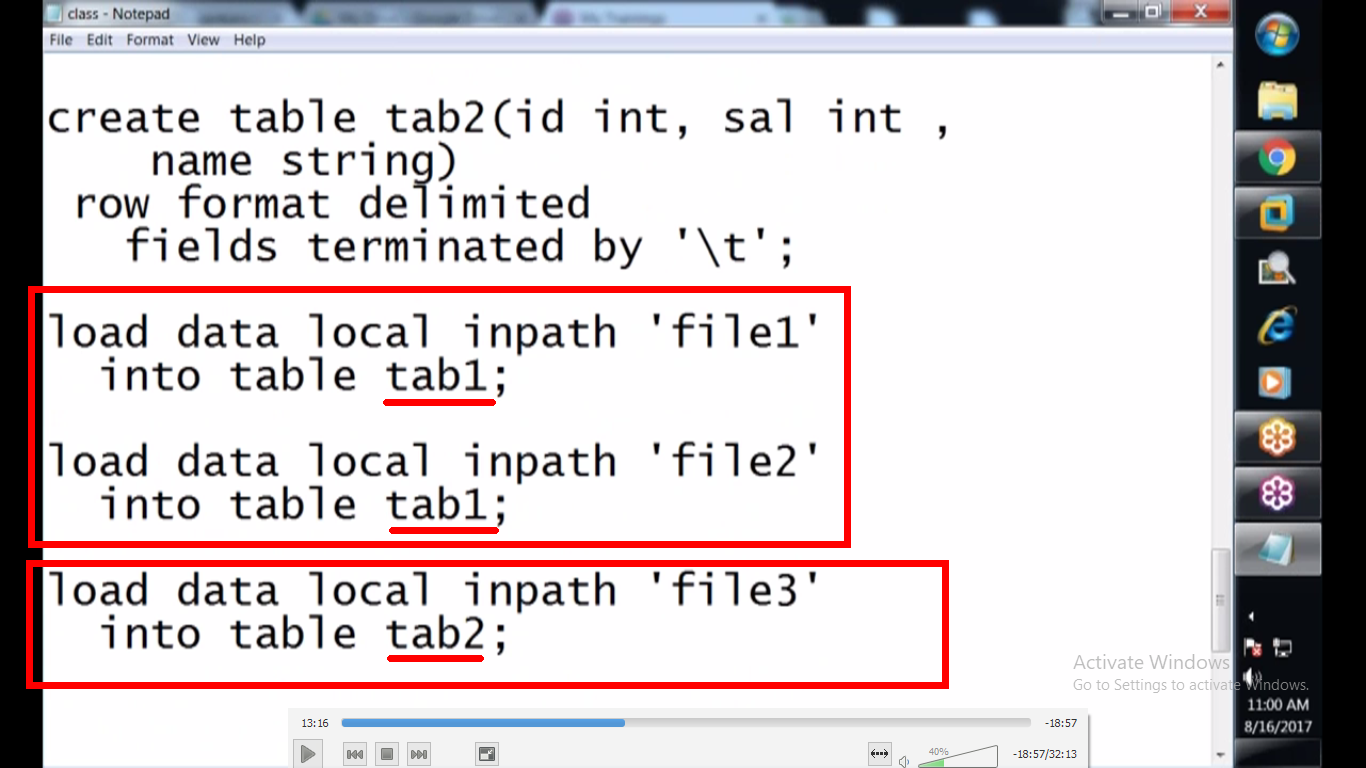 class - Notepad
File Edit Format View Help
create table tab2(id int, sal int ,
name string)
row format delimited
fields terminated by '\t';
load data local inpath 'file1'
into table tab1;
load data local inpath 'file2'
into table tab1;
load data local inpath 'file3'
into table tab2;
Activate Windows
Go to Settings to activate Windows.
11:00 AM
8/16/2017
13:16
-18:57
40%
-18:57/32:13